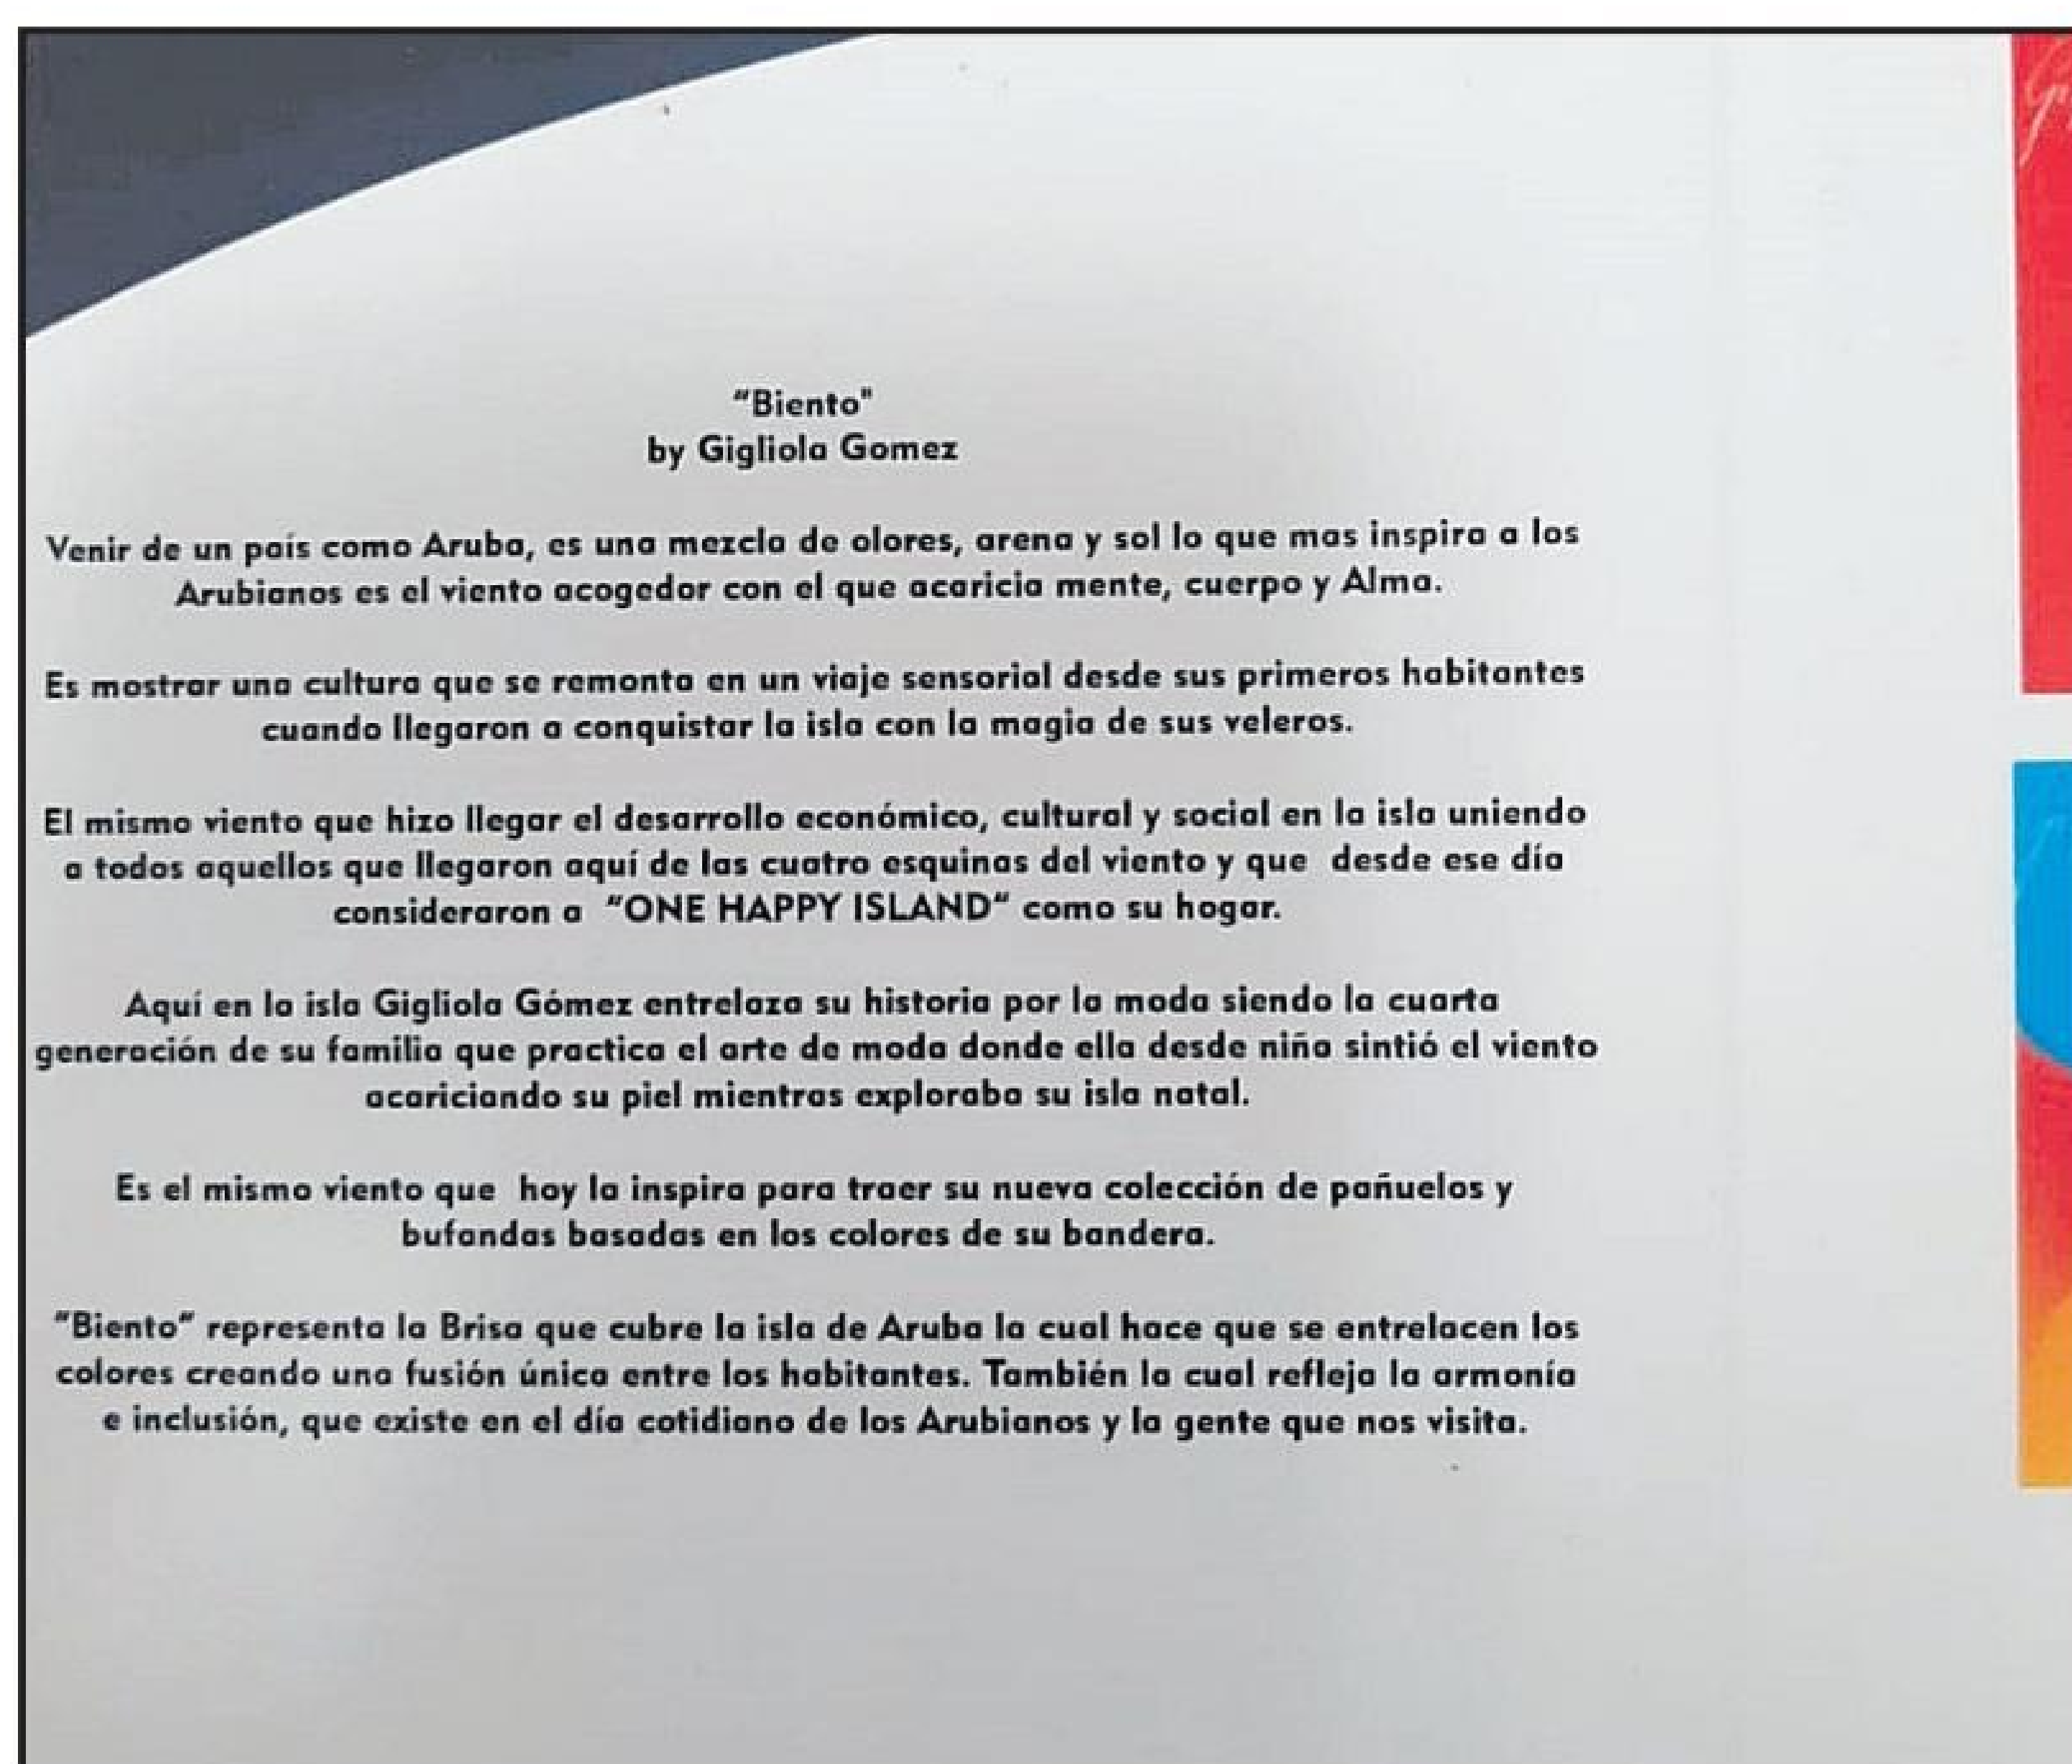 “Biento"
by Gigliola Gomez
Venir de un país como Aruba, es una mezcla de olores, arena y sol lo que mas inspira a los
Arubianos es el viento acogedor con el que acaricia mente, cuerpo y Alma.
Es mostrar una cultura que se remonta en un viaje sensorial desde sus primeros habitantes
cuando llegaron a conquistar la isla con la magia de sus veleros.
El mismo viento que hizo llegar el desarrollo económico, cultural y social en la isla uniendo
a todos aquellos que llegaron aquí de las cuatro esquinas del viento y que desde ese día
consideraron a “ONE HAPPY ISLAND“ como su hogar.
Aquí en la isla Gigliola Gómez entrelaza su historia por la moda siendo la cuarta
generación de su familia que practica el arte de moda donde ella desde niña sintió el viento
acariciando su piel mientras exploraba su isla natal.
Es el mismo viento que hoy la inspira para traer su nueva colección de pañuelos y
bufandas basadas en los colores de su bandera.
“Biento” representa la Brisa que cubre la isla de Aruba la cual hace que se entrelacen los
colores creando una fusión única entre los habitantes. También la cual refleja la armonía
e inclusión, que existe en el día cotidiano de los Arubianos y la gente que nos visita.